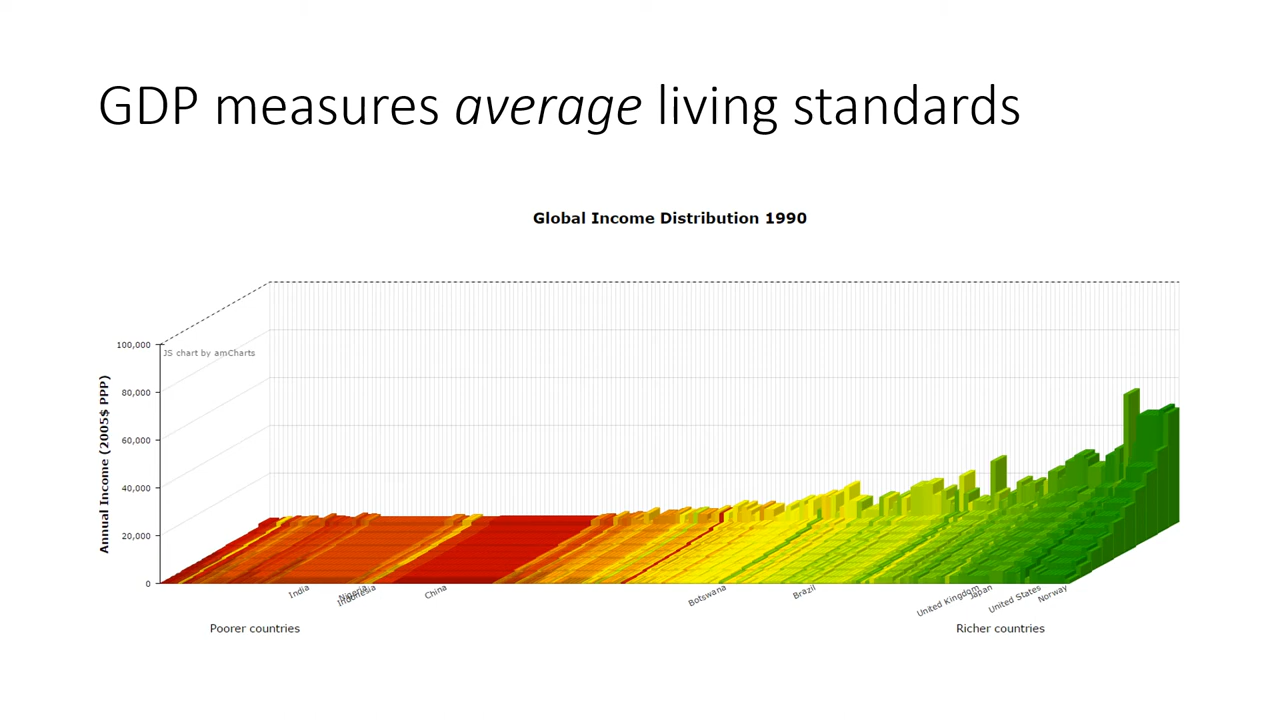 GDP measures average living standards
Global Income Distribution 1990
100,000
JS chart by amCharts
80,000
60,000
40,000
20,000
0
Annual Income (2005$ PPP)
India
Nigeria
Indonesia
China
Botswana
Brazil
United Kingdom
Japan
United States
Norway
Poorer countries
Richer countries